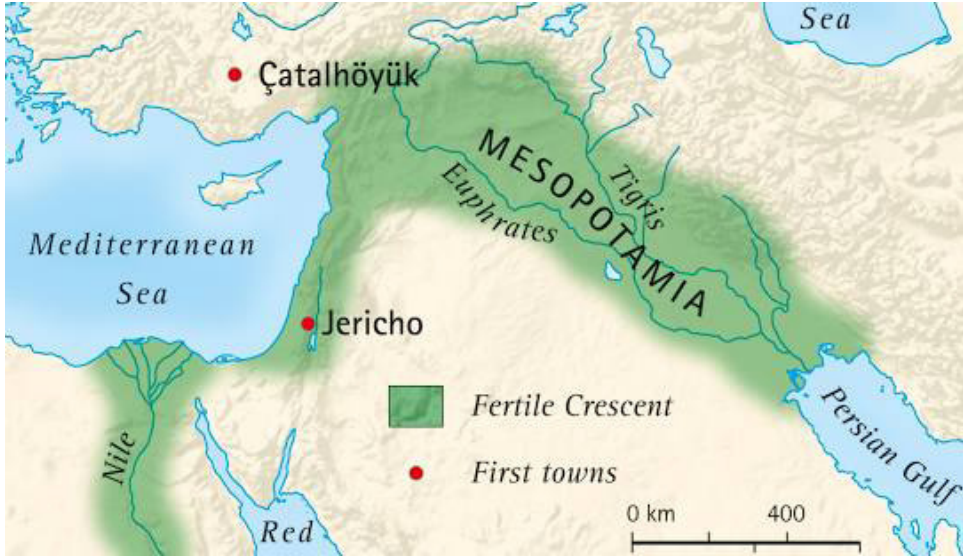 Sea
Çatalhöyük
MESOPOTAMIA
Tigris
Euphrates
Mediterranean
Sea
Jericho
Fertile Crescent
First towns
Nile
Red
Persian Gulf
0 km 400